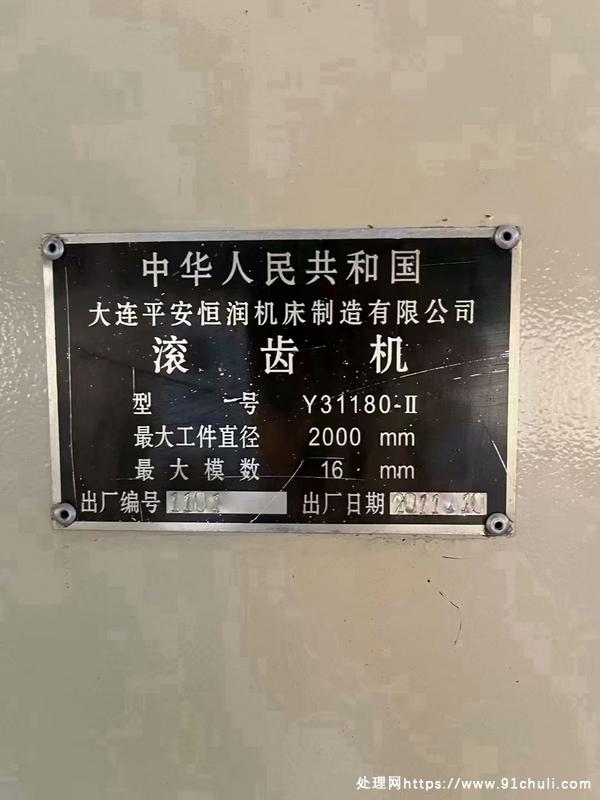 中华人民共和国
大连平安恒润机床制造有限公司
滚齿机
型号 Y31180-Ⅱ
最大工件直径 2000 mm
最大模数 16 mm
出厂编号 1101 出厂日期 2011.10
处理网https://www.91chuli.com